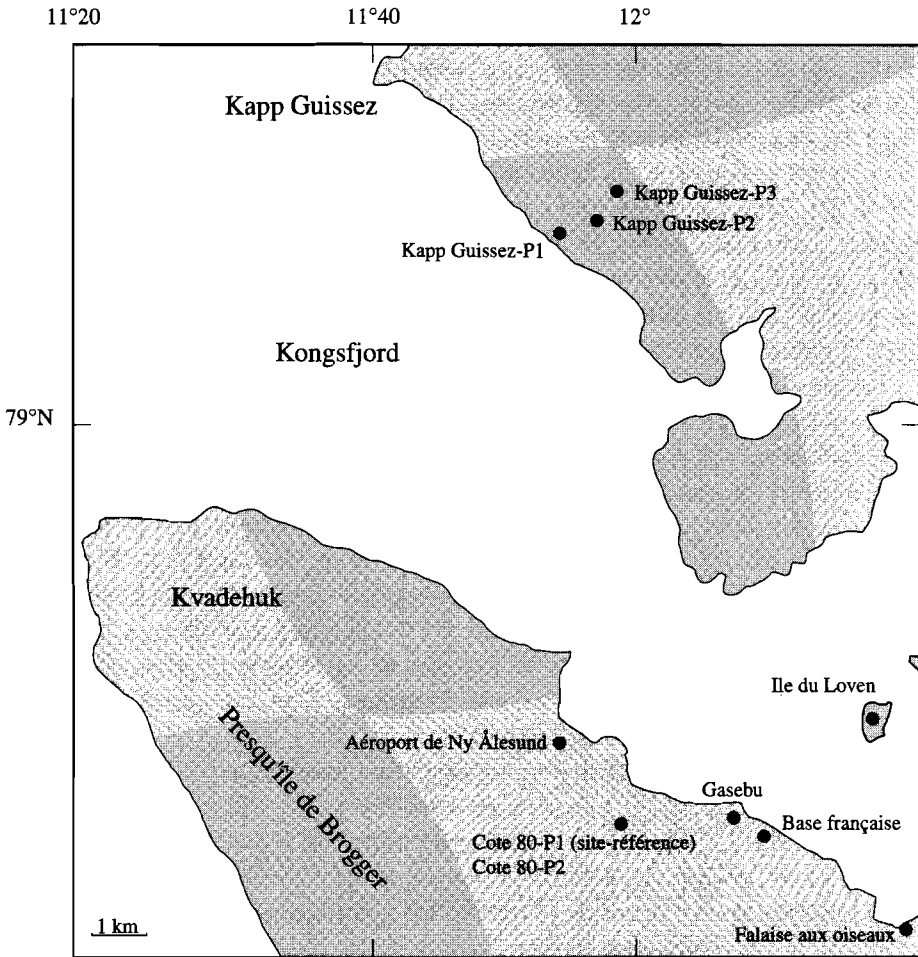 11°20 11°40 12°
Kapp Guissez
Kapp Guissez-P3
Kapp Guissez-P2
Kapp Guissez-P1
Kongsfjord
79°N
Kvadehuk
Ile du Loven
Presqu'île de Brogger
Aéroport de Ny Ålesund
Gasebu
Base française
Cote 80-P1 (site-référence)
Cote 80-P2
1 km
Falaise aux oiseaux